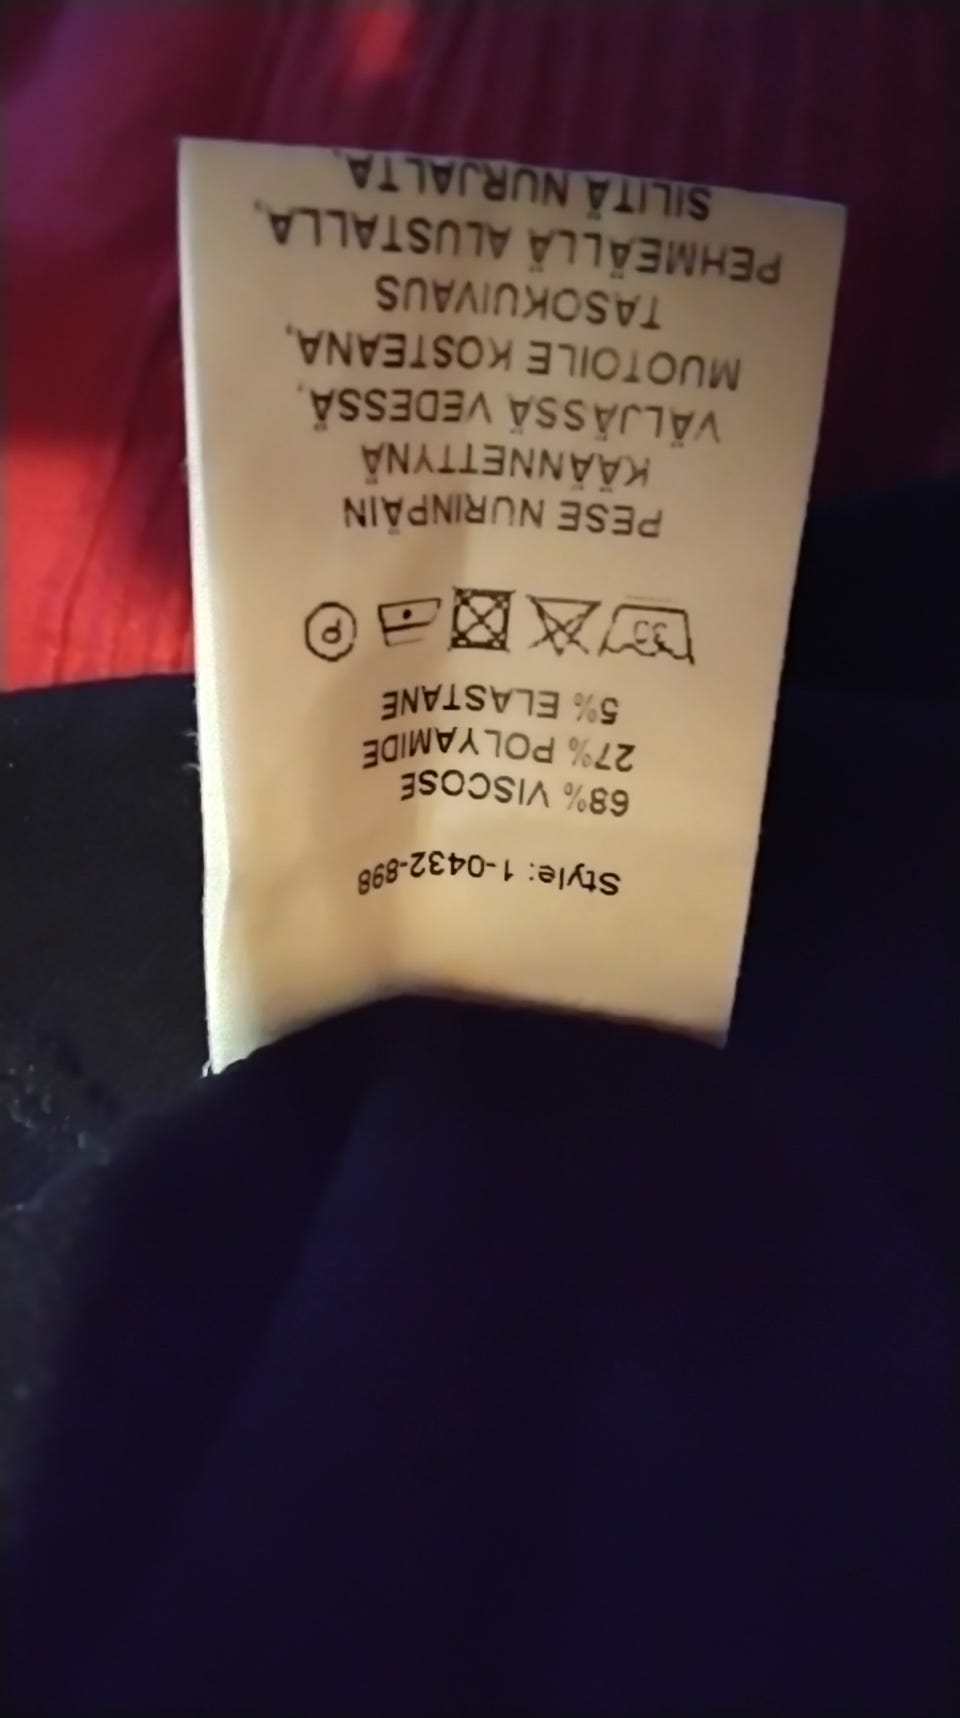 Style: 1-0432-898
68% VISCOSE
27% POLYAMIDE
5% ELASTANE
30
P
PESE NURINPÄIN
KÄÄNNETTYNÄ
VÄLJÄSSÄ VEDESSÄ,
MUOTOILE KOSTEANA,
TASOKUIVAUS
PEHMEÄLLÄ ALUSTALLA,
SILITÄ NURJALTA,